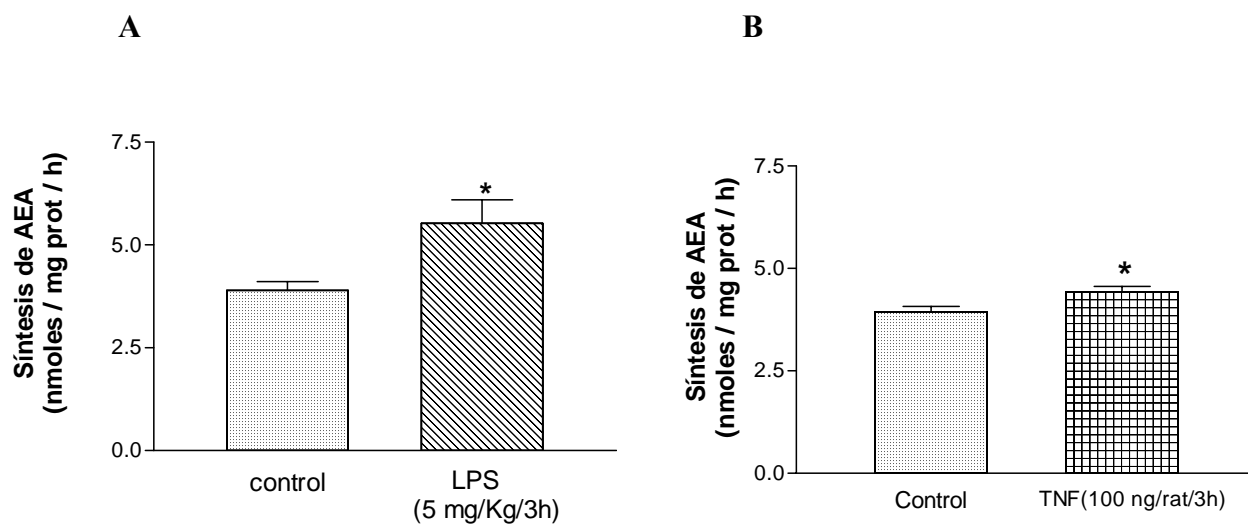 A
7.5
5.0
2.5
0.0
Síntesis de AEA
(nmoles / mg prot / h)
*
control
LPS
(5 mg/Kg/3h)
B
7.5
5.0
2.5
0.0
Síntesis de AEA
(nmoles / mg prot / h)
*
Control
TNF(100 ng/rat/3h)